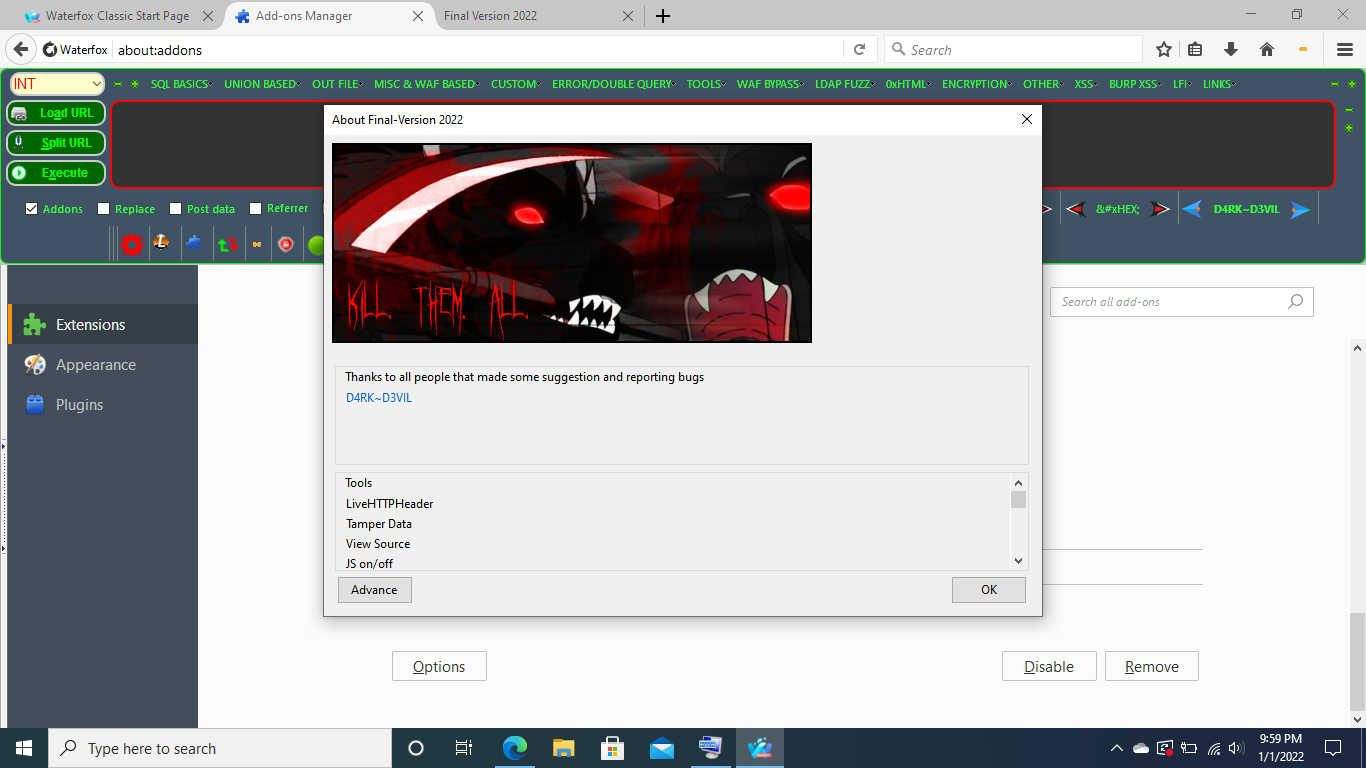 Waterfox Classic Start Page
Add-ons Manager
Final Version 2022
Waterfox
about:addons
Search
INT
SQL BASICS
UNION BASED
OUT FILE
MISC & WAF BASED
CUSTOM
ERROR/DOUBLE QUERY
TOOLS
WAF BYPASS
LDAP FUZZ
0xHTML
ENCRYPTION
OTHER
XSS
BURP XSS
LFI
LINKS
Load URL
Split URL
Execute
Addons
Replace
Post data
Referrer
&#xHEX;
D4RK~D3VIL
About Final-Version 2022
KILL. THEM. ALL.
Thanks to all people that made some suggestion and reporting bugs
D4RK~D3VIL
Tools
LiveHTTPHeader
Tamper Data
View Source
JS on/off
Advance
OK
Extensions
Appearance
Plugins
Search all add-ons
Options
Disable
Remove
Type here to search
9:59 PM
1/1/2022